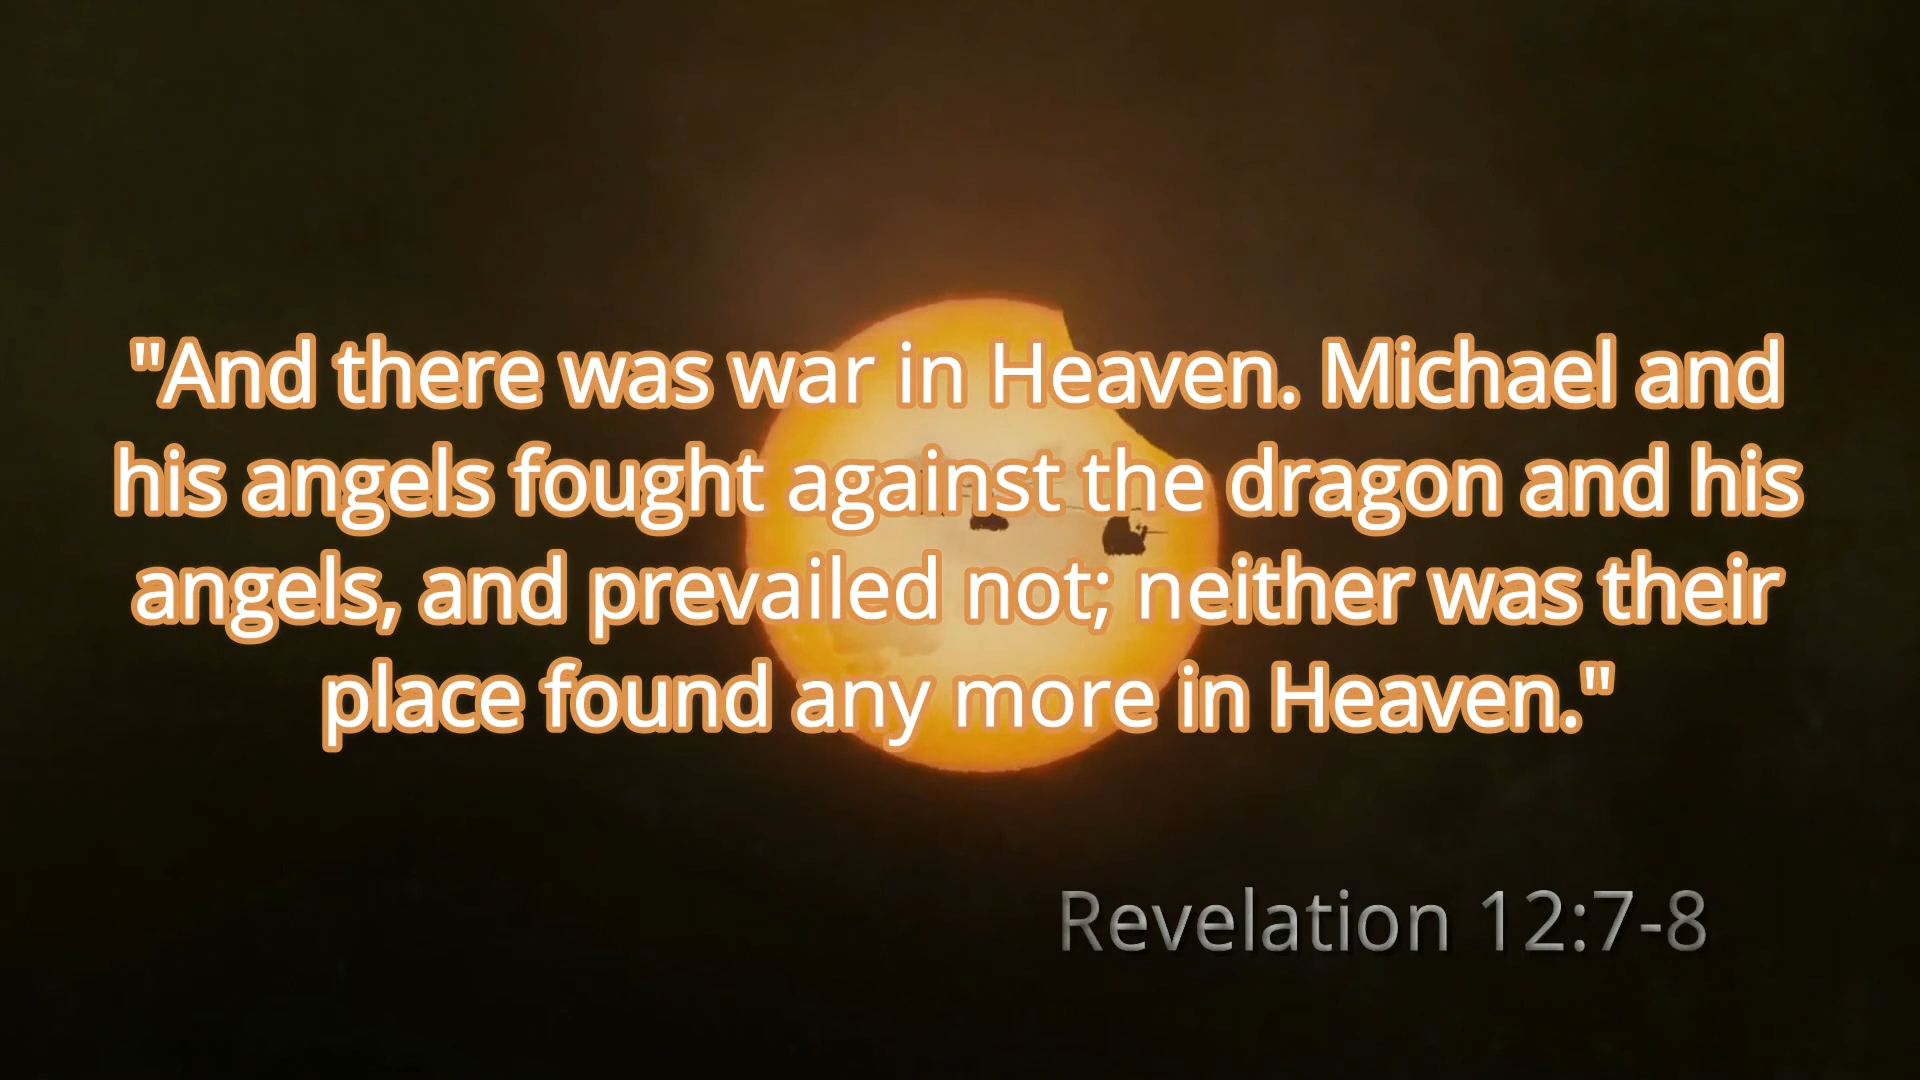 "And there was war in Heaven. Michael and
his angels fought against the dragon and his
angels, and prevailed not; neither was their
place found any more in Heaven."
Revelation 12:7-8